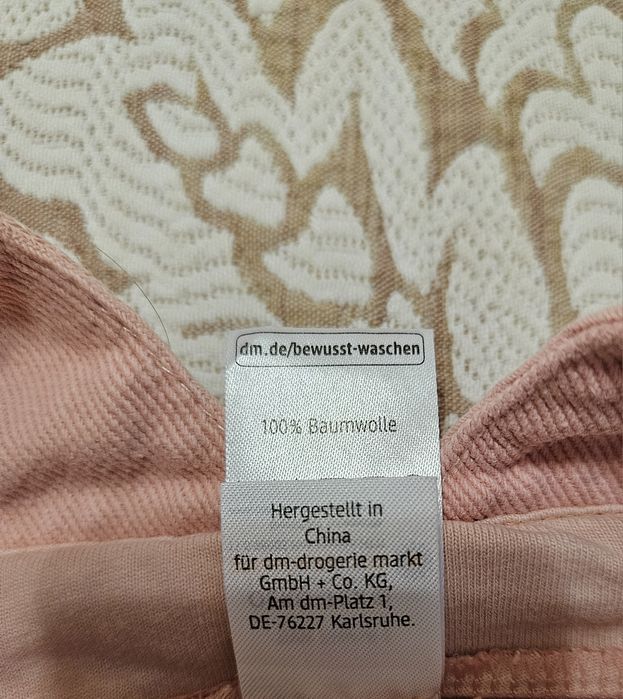 dm.de/bewusst-waschen
100% Baumwolle
Hergestellt in
China
für dm-drogerie markt
GmbH + Co. KG,
Am dm-Platz 1,
DE-76227 Karlsruhe.